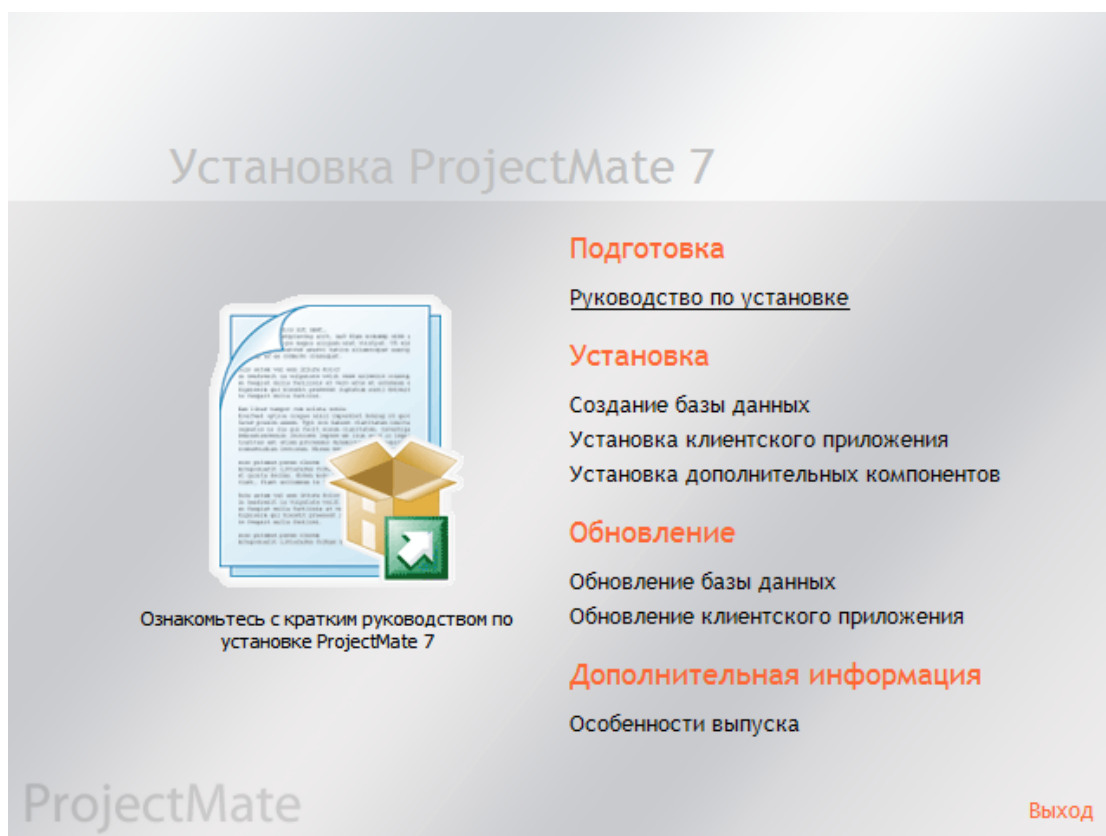 Установка ProjectMate 7
Подготовка
Руководство по установке
Установка
Создание базы данных
Установка клиентского приложения
Установка дополнительных компонентов
Обновление
Обновление базы данных
Обновление клиентского приложения
Дополнительная информация
Особенности выпуска
Ознакомьтесь с кратким руководством по
установке ProjectMate 7
ProjectMate
Выход